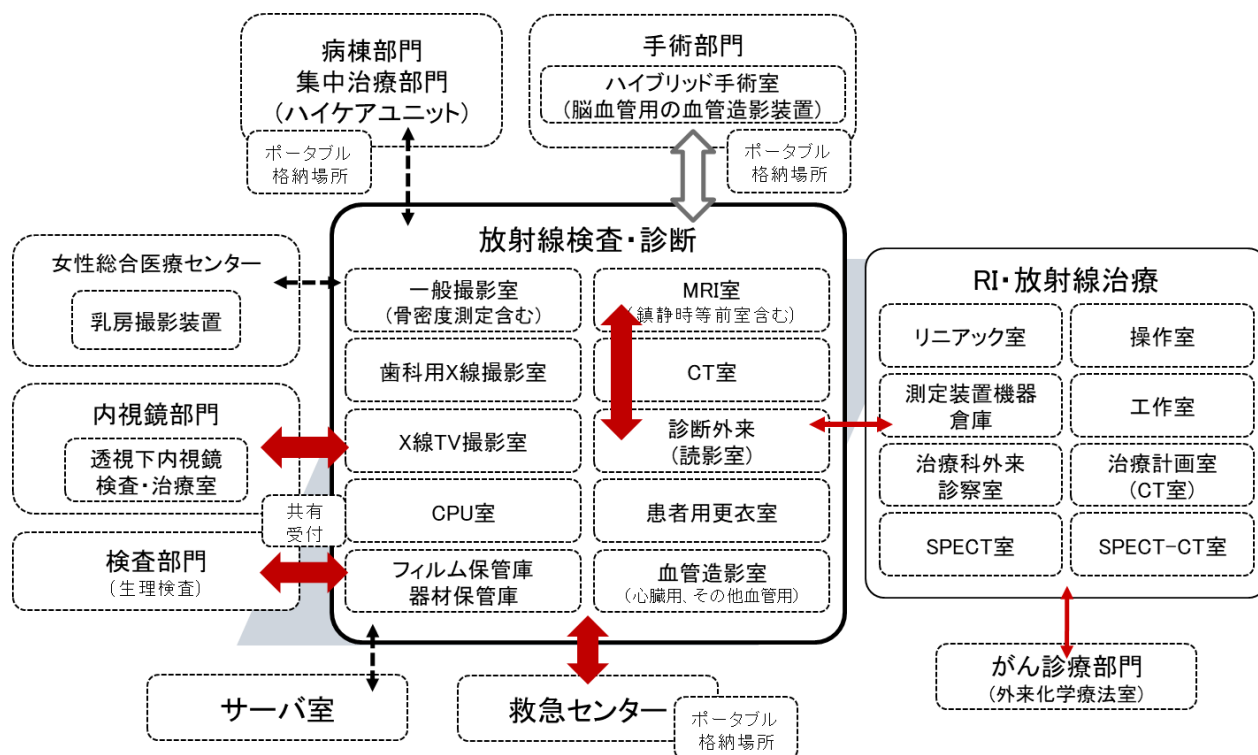 病棟部門
集中治療部門
(ハイケアユニット)
ポータブル
格納場所
手術部門
ハイブリッド手術室
(脳血管用の血管造影装置)
ポータブル
格納場所
放射線検査・診断
一般撮影室
(骨密度測定含む)
MRI室
(鎮静時等前室含む)
歯科用X線撮影室
CT室
X線TV撮影室
診断外来
(読影室)
CPU室
患者用更衣室
フィルム保管庫
器材保管庫
血管造影室
(心臓用、その他血管用)
女性総合医療センター
乳房撮影装置
内視鏡部門
透視下内視鏡
検査・治療室
共有
受付
検査部門
(生理検査)
RI・放射線治療
リニアック室
操作室
測定装置機器
倉庫
工作室
治療科外来
診察室
治療計画室
(CT室)
SPECT室
SPECT-CT室
サーバ室
救急センター
ポータブル
格納場所
がん診療部門
(外来化学療法室)